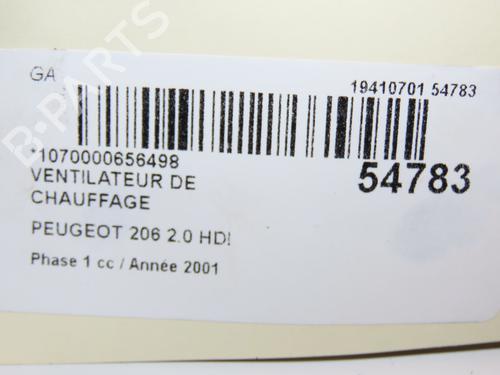 GA
19410701 54783
*1070000656498
54783
VENTILATEUR DE
CHAUFFAGE
PEUGEOT 206 2.0 HDI
Phase 1 cc / Année 2001
B-PARTS